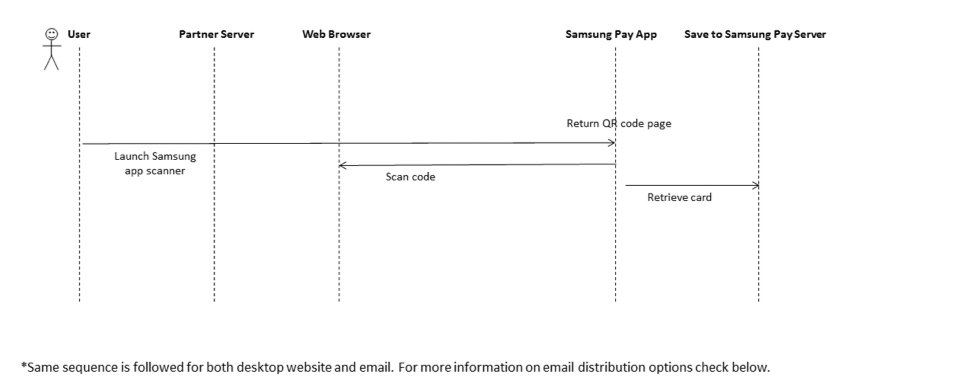 User
Partner Server
Web Browser
Samsung Pay App
Save to Samsung Pay Server
Return QR code page
Launch Samsung
app scanner
Scan code
Retrieve card
*Same sequence is followed for both desktop website and email. For more information on email distribution options check below.